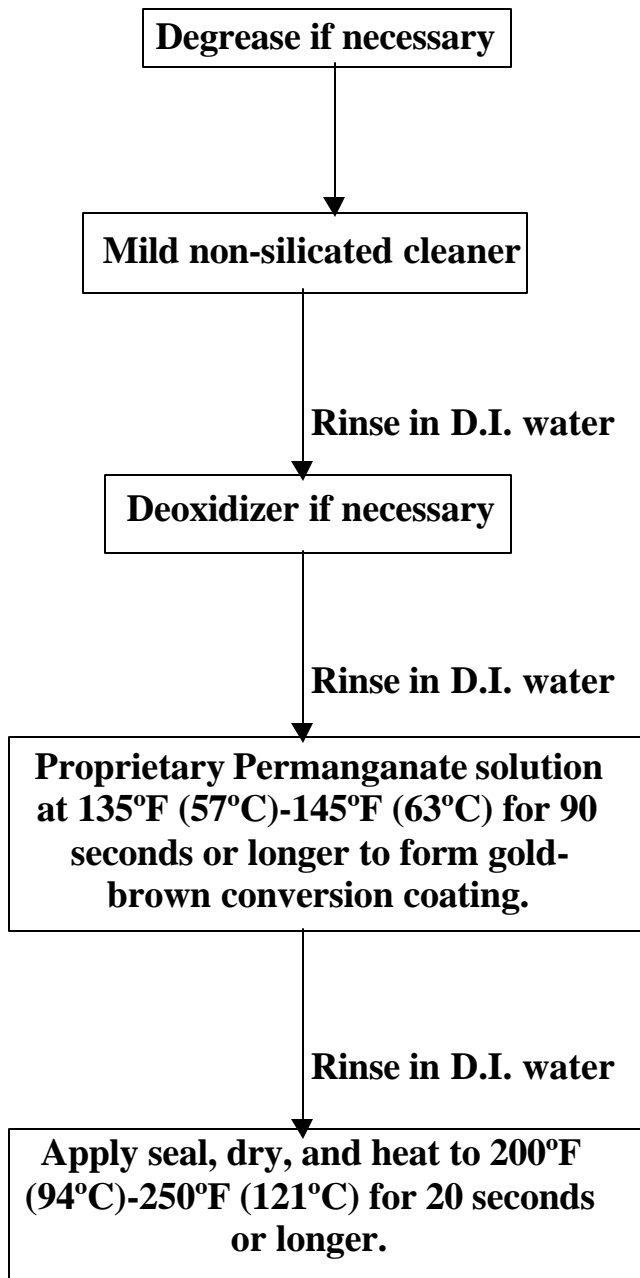 Degrease if necessary
Mild non-silicated cleaner
Rinse in D.I. water
Deoxidizer if necessary
Rinse in D.I. water
Proprietary Permanganate solution
at 135ºF (57ºC)-145ºF (63ºC) for 90
seconds or longer to form gold-
brown conversion coating.
Rinse in D.I. water
Apply seal, dry, and heat to 200ºF
(94ºC)-250ºF (121ºC) for 20 seconds
or longer.